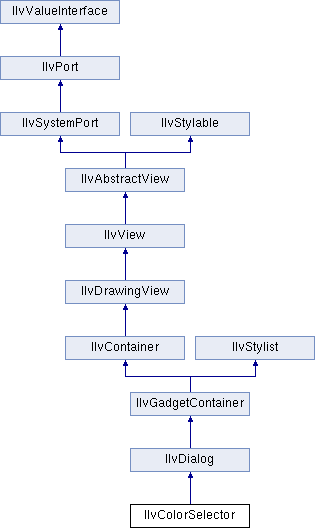 IlvValueInterface
IlvPort
IlvSystemPort
IlvStylable
IlvAbstractView
IlvView
IlvDrawingView
IlvContainer
IlvStylist
IlvGadgetContainer
IlvDialog
IlvColorSelector